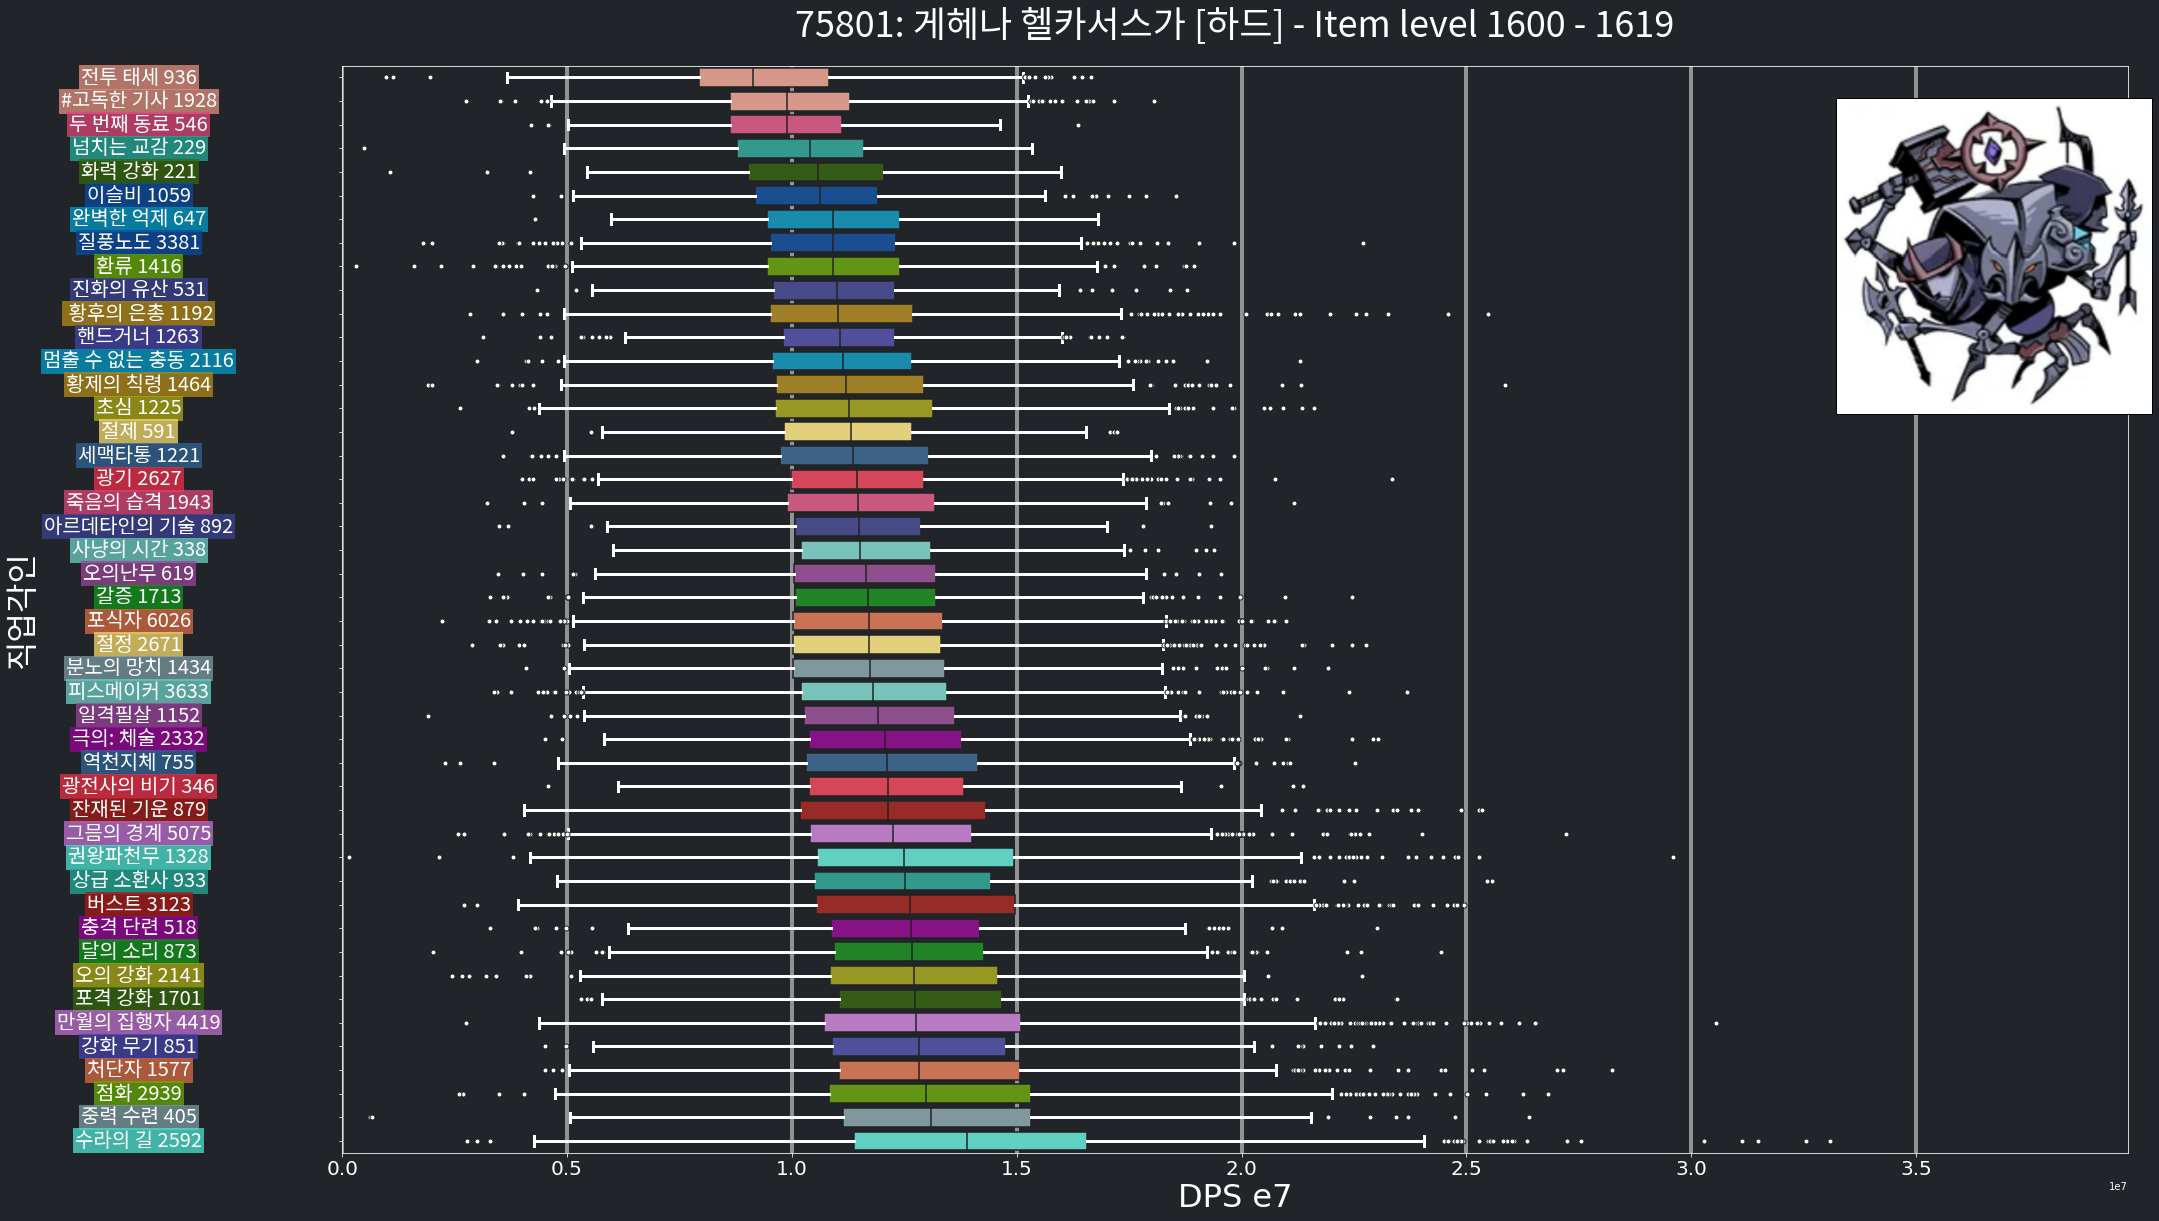 75801: 게헤나 헬카서스가 [하드] - Item level 1600 - 1619
직업각인
전투 태세 936
#고독한 기사 1928
두 번째 동료 546
넘치는 교감 229
화력 강화 221
이슬비 1059
완벽한 억제 647
질풍노도 3381
환류 1416
진화의 유산 531
황후의 은총 1192
핸드거너 1263
멈출 수 없는 충동 2116
황제의 칙령 1464
초심 1225
절제 591
세맥타통 1221
광기 2627
죽음의 습격 1943
아르데타인의 기술 892
사냥의 시간 338
오의난무 619
갈증 1713
포식자 6026
절정 2671
분노의 망치 1434
피스메이커 3633
일격필살 1152
극의: 체술 2332
역천지체 755
광전사의 비기 346
잔재된 기운 879
그믐의 경계 5075
권왕파천무 1328
상급 소환사 933
버스트 3123
충격 단련 518
달의 소리 873
오의 강화 2141
포격 강화 1701
만월의 집행자 4419
강화 무기 851
처단자 1577
점화 2939
중력 수련 405
수라의 길 2592
0.0 0.5 1.0 1.5 2.0 2.5 3.0 3.5
DPS e7
1e7